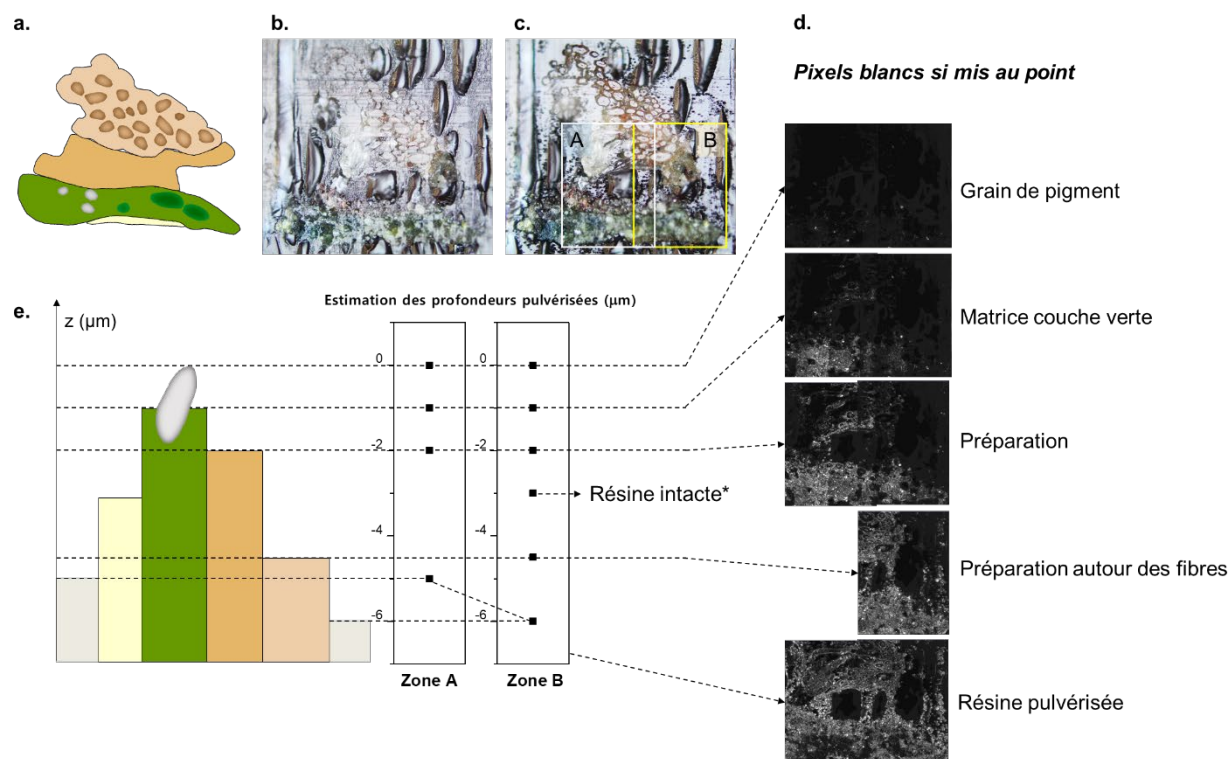 a.
b.
c.
d.
Pixels blancs si mis au point
A
B
Grain de pigment
Matrice couche verte
Préparation
Préparation autour des fibres
Résine pulvérisée
e.
z (µm)
Estimation des profondeurs pulvérisées (µm)
0
-2
-4
-6
0
-2
-4
-6
Résine intacte*
Zone A
Zone B